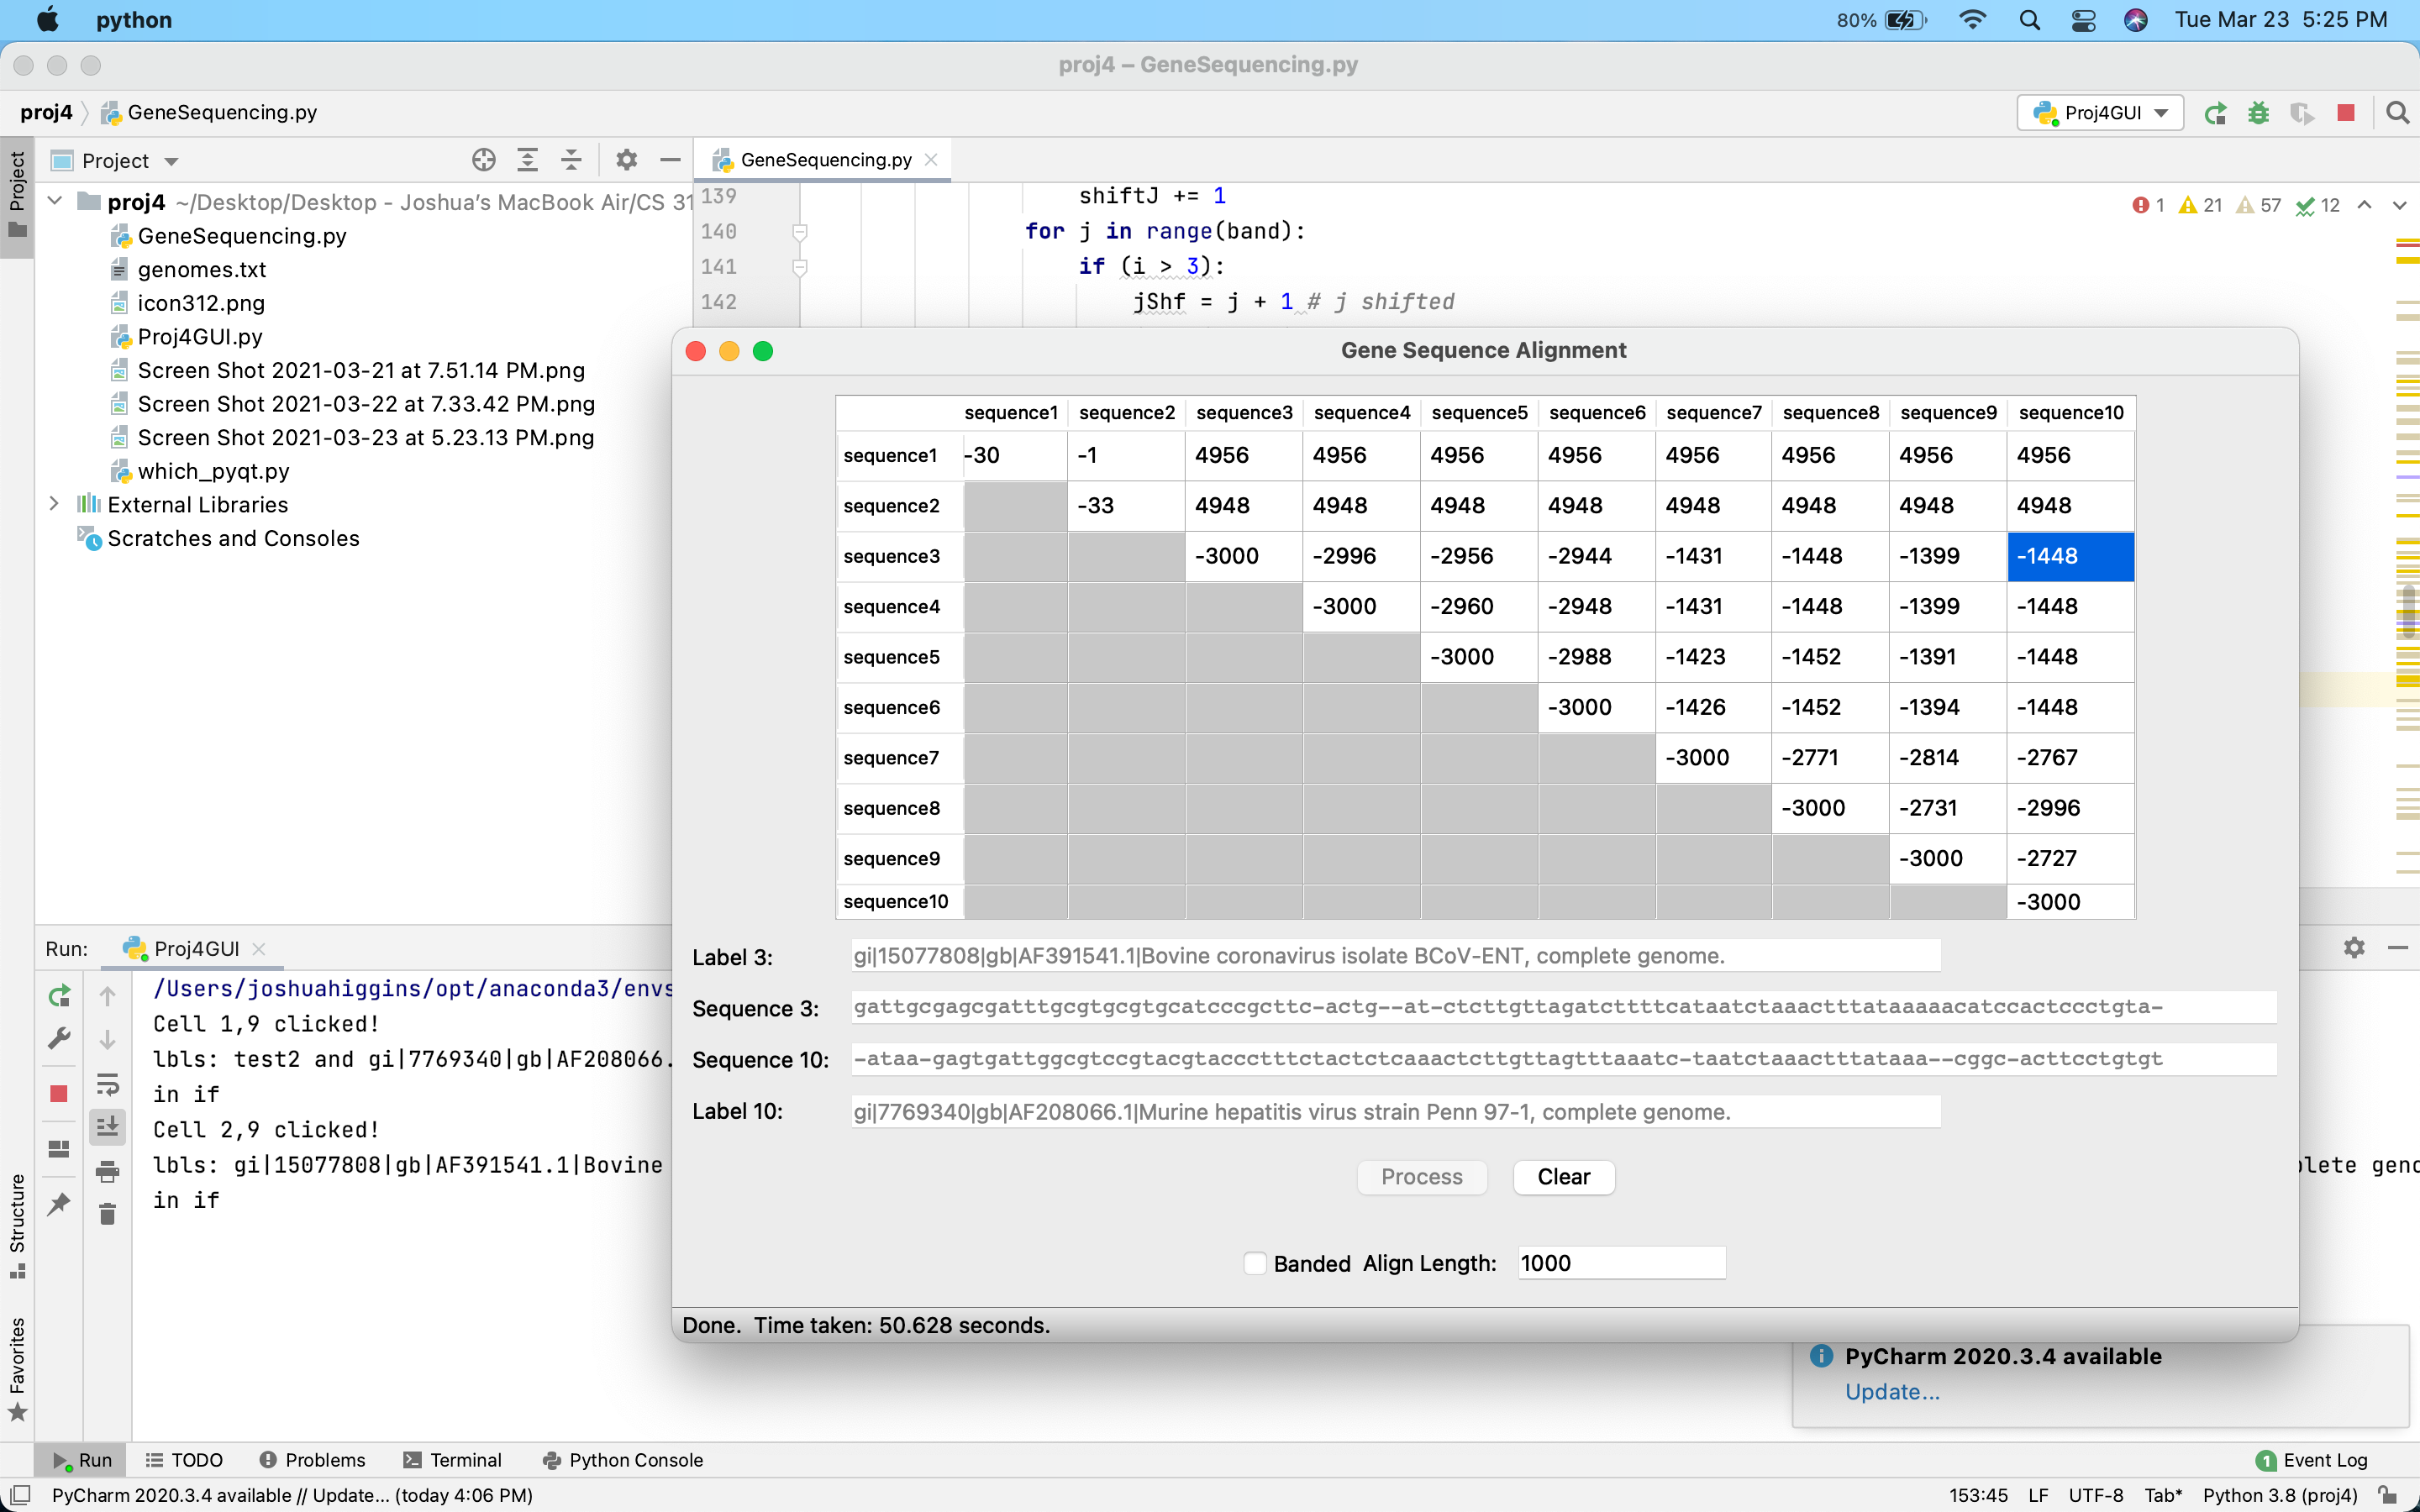 python
80%
Tue Mar 23 5:25 PM
proj4 – GeneSequencing.py
proj4
GeneSequencing.py
Proj4GUI
Project
Project
GeneSequencing.py
proj4 ~/Desktop/Desktop - Joshua's MacBook Air/CS 31
GeneSequencing.py
genomes.txt
icon312.png
Proj4GUI.py
Screen Shot 2021-03-21 at 7.51.14 PM.png
Screen Shot 2021-03-22 at 7.33.42 PM.png
Screen Shot 2021-03-23 at 5.23.13 PM.png
which_pyqt.py
External Libraries
Scratches and Consoles
139 shiftJ += 1
140 for j in range(band):
141 if (i > 3):
142 jShf = j + 1 # j shifted
1 21 57 12
Gene Sequence Alignment
sequence1 sequence2 sequence3 sequence4 sequence5 sequence6 sequence7 sequence8 sequence9 sequence10
sequence1 -30 -1 4956 4956 4956 4956 4956 4956 4956 4956
sequence2 -33 4948 4948 4948 4948 4948 4948 4948 4948
sequence3 -3000 -2996 -2956 -2944 -1431 -1448 -1399 -1448
sequence4 -3000 -2960 -2948 -1431 -1448 -1399 -1448
sequence5 -3000 -2988 -1423 -1452 -1391 -1448
sequence6 -3000 -1426 -1452 -1394 -1448
sequence7 -3000 -2771 -2814 -2767
sequence8 -3000 -2731 -2996
sequence9 -3000 -2727
sequence10 -3000
Label 3: gi|15077808|gb|AF391541.1|Bovine coronavirus isolate BCoV-ENT, complete genome.
Sequence 3: gattgcgagcgatttgcgtgcgtgcatcccgcttc-actg--at-ctcttgttagatcttttcataatctaaactttataaaaacatccactccctgta-
Sequence 10: -ataa-gagtgattggcgtccgtacgtaccctttctactctcaaactcttgttagtttaaatc-taatctaaactttataaa--cggc-acttcctgtgt
Label 10: gi|7769340|gb|AF208066.1|Murine hepatitis virus strain Penn 97-1, complete genome.
Process Clear
Banded Align Length: 1000
Done. Time taken: 50.628 seconds.
Run: Proj4GUI
/Users/joshuahiggins/opt/anaconda3/envs
Cell 1,9 clicked!
lbls: test2 and gi|7769340|gb|AF208066.
in if
Cell 2,9 clicked!
lbls: gi|15077808|gb|AF391541.1|Bovine
plete geno
in if
Structure
Favorites
PyCharm 2020.3.4 available
Update...
Run TODO Problems Terminal Python Console
1 Event Log
PyCharm 2020.3.4 available // Update... (today 4:06 PM)
153:45 LF UTF-8 Tab* Python 3.8 (proj4)